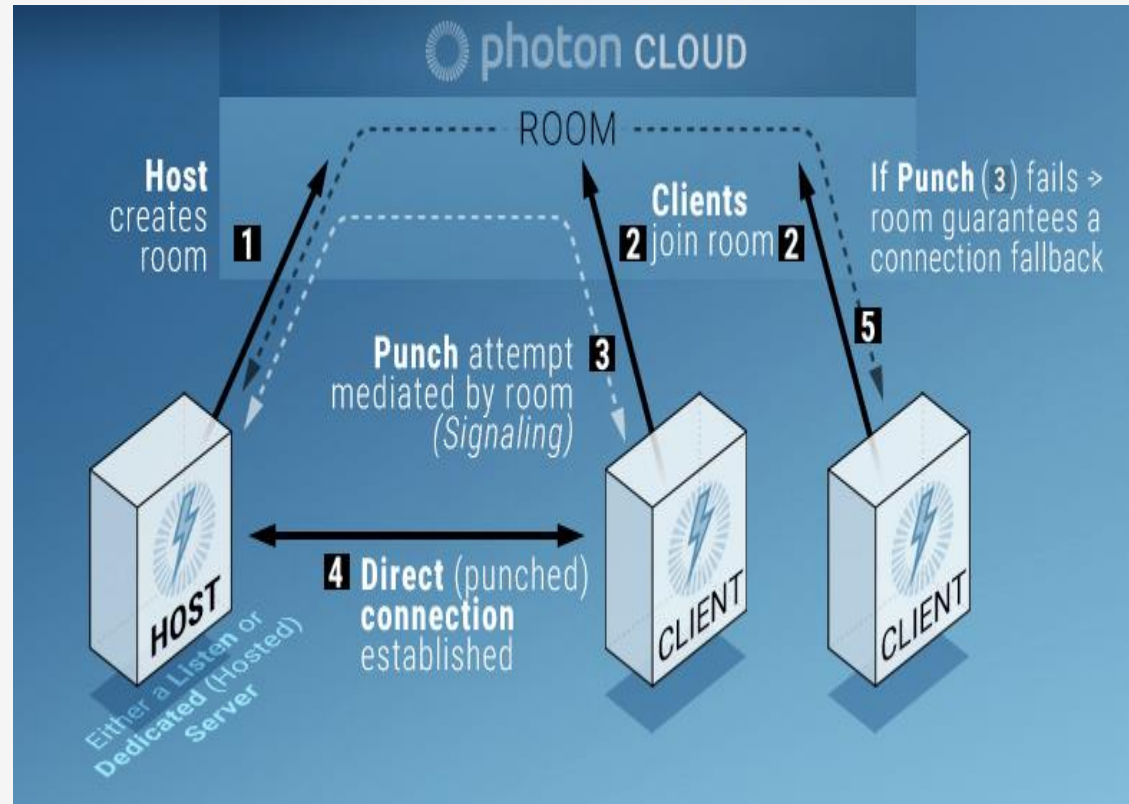 photon CLOUD
ROOM
Host
creates
room
1
2
Clients
join room
2
If Punch (3) fails >
room guarantees a
connection fallback
Punch attempt
mediated by room
(Signaling)
3
5
4
Direct (punched)
connection
established
HOST
CLIENT
CLIENT
Either a Listen or
Dedicated (Hosted)
Server